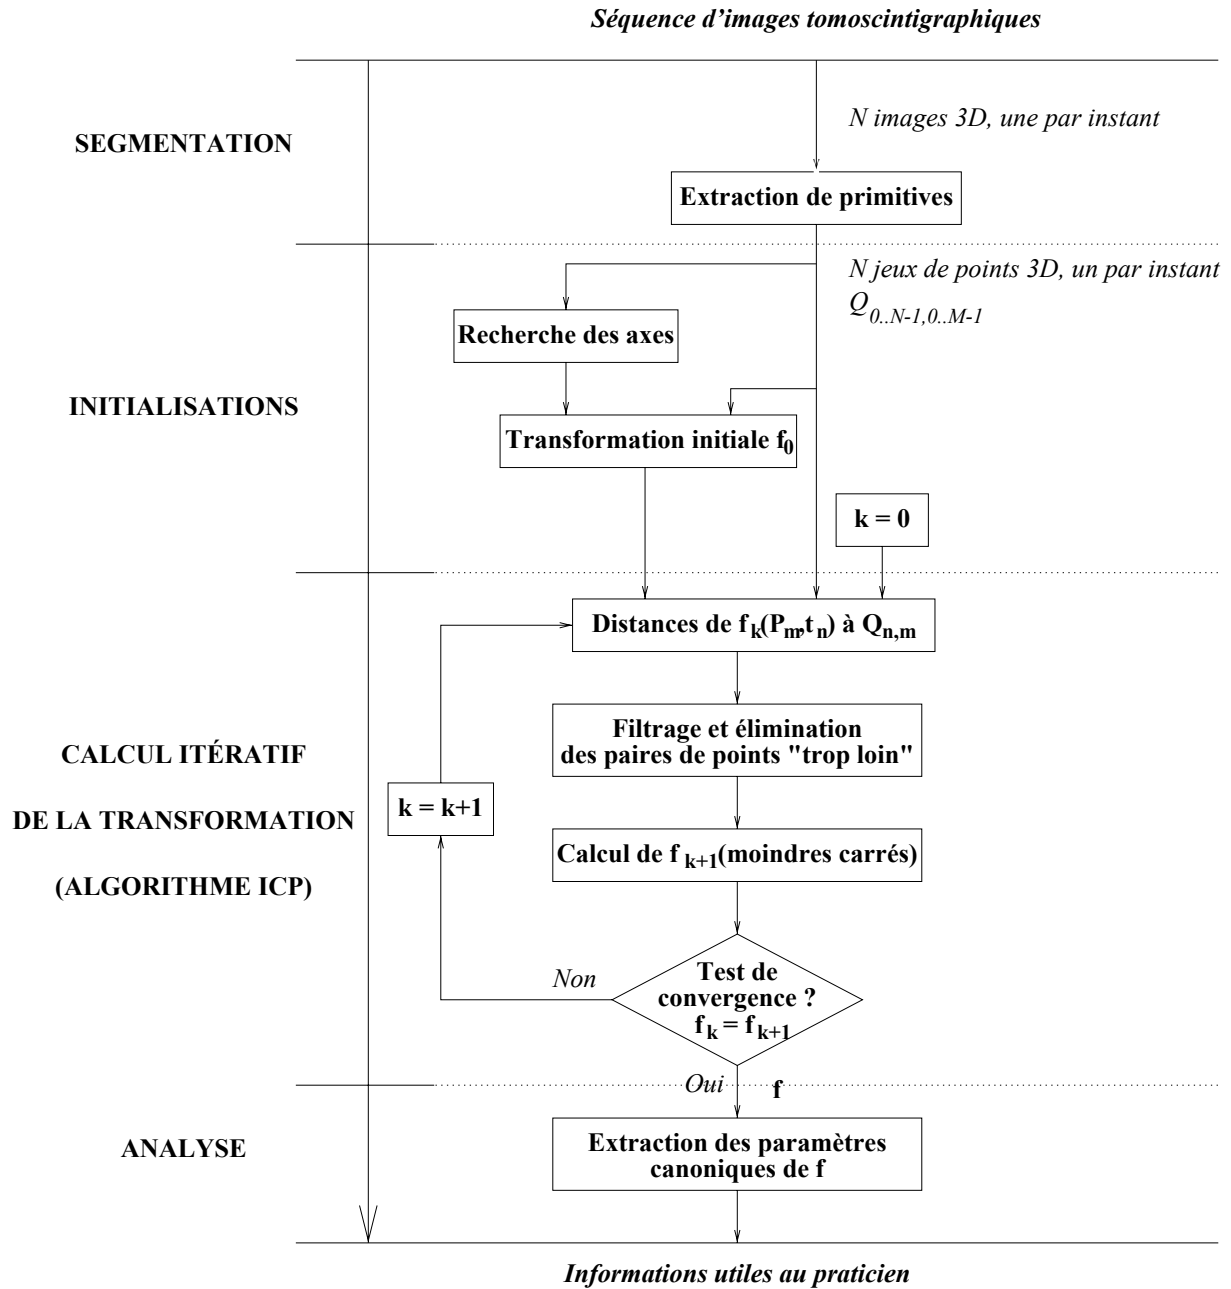 Séquence d'images tomoscintigraphiques
SEGMENTATION
N images 3D, une par instant
Extraction de primitives
INITIALISATIONS
N jeux de points 3D, un par instant
Q0..N-1,0..M-1
Recherche des axes
Transformation initiale f0
k = 0
CALCUL ITÉRATIF
DE LA TRANSFORMATION
(ALGORITHME ICP)
Distances de fk(Pm,tn) à Qn,m
Filtrage et élimination
des paires de points "trop loin"
k = k+1
Calcul de fk+1(moindres carrés)
Non
Test de
convergence ?
fk = fk+1
Oui
f
ANALYSE
Extraction des paramètres
canoniques de f
Informations utiles au praticien